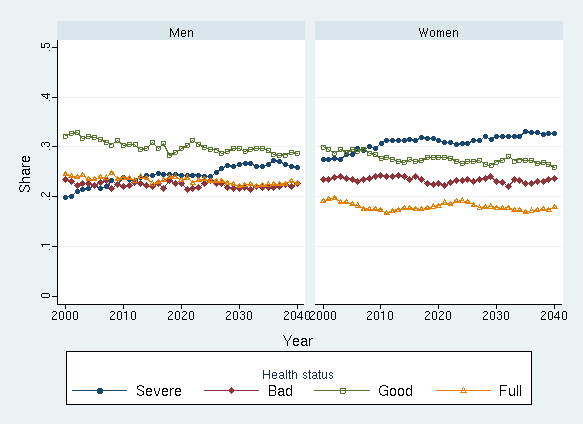 Men Women
Share
.5
.4
.3
.2
.1
0
2000 2010 2020 2030 2040 2000 2010 2020 2030 2040
Year
Health status
Severe Bad Good Full